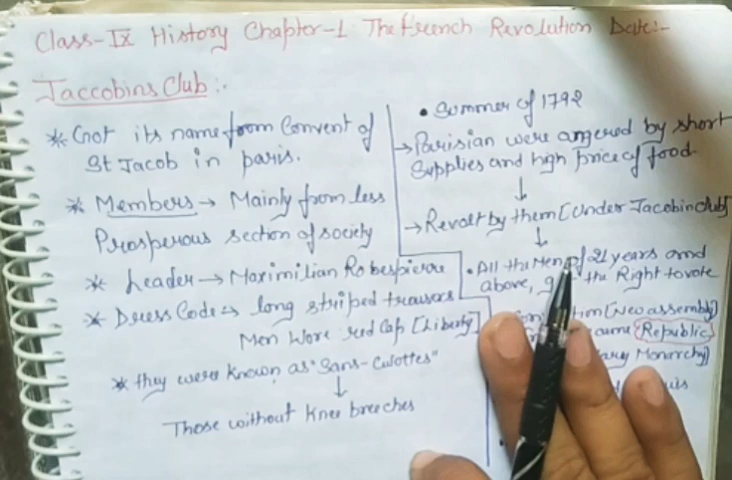 Class-IX History Chapter-1 The French Revolution Date:-
Jaccobins Club:-
* Got its name from Convent of
St Jacob in paris.
* Members → Mainly from less
Prosperous section of society
* Leader → Maximilian Robespierre
* Dress Code → long striped trousers
Men Wore red Cap [Liberty]
* they were known as "Sans-Culottes"
↓
Those without Knee breeches
• Summer of 1792
→ Parisian were angered by short
Supplies and high price of food
↓
→ Revolt by them [Under Jacobin club]
↓
• All the Men of 21 years and
above, the Right to vote
[New assembly]
Republic
Monarchy)